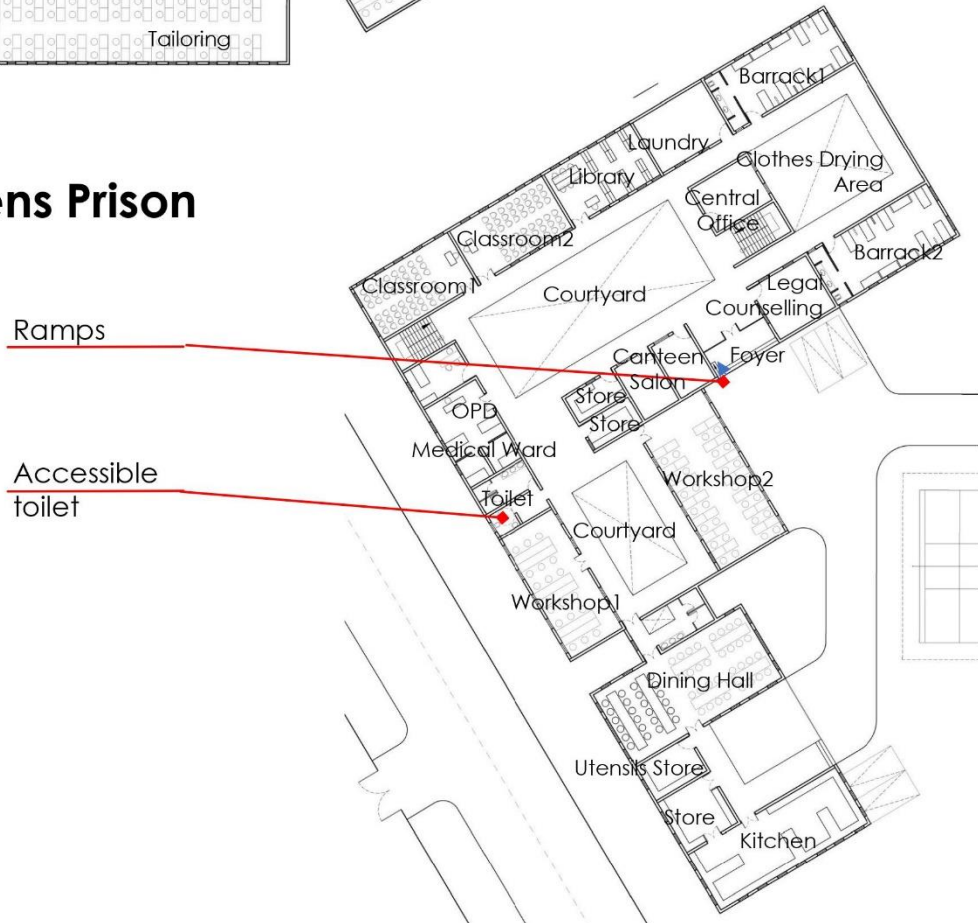 Tailoring
ens Prison
Barrack1
Laundry
Clothes Drying
Area
Library
Central
Office
Classroom2
Barrack2
Classroom1
Courtyard
Legal
Counselling
Ramps
Canteen
Foyer
Salon
Store
OPD
Store
Medical Ward
Accessible
toilet
Workshop2
Toilet
Courtyard
Workshop1
Dining Hall
Utensils Store
Store
Kitchen